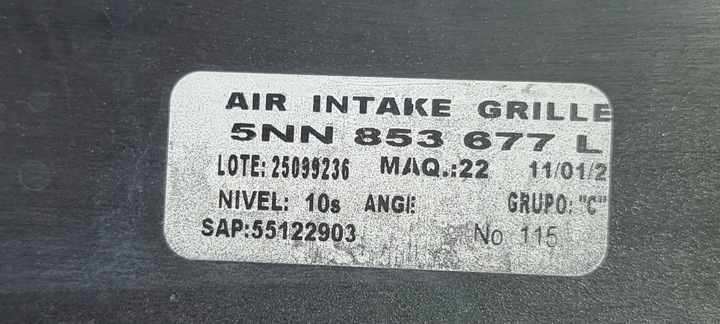 AIR INTAKE GRILLE
5NN 853 677 L
LOTE: 25099236 MAQ.:22 11/01/2
NIVEL: 10s ANGIE GRUPO: "C"
SAP:55122903 No 115